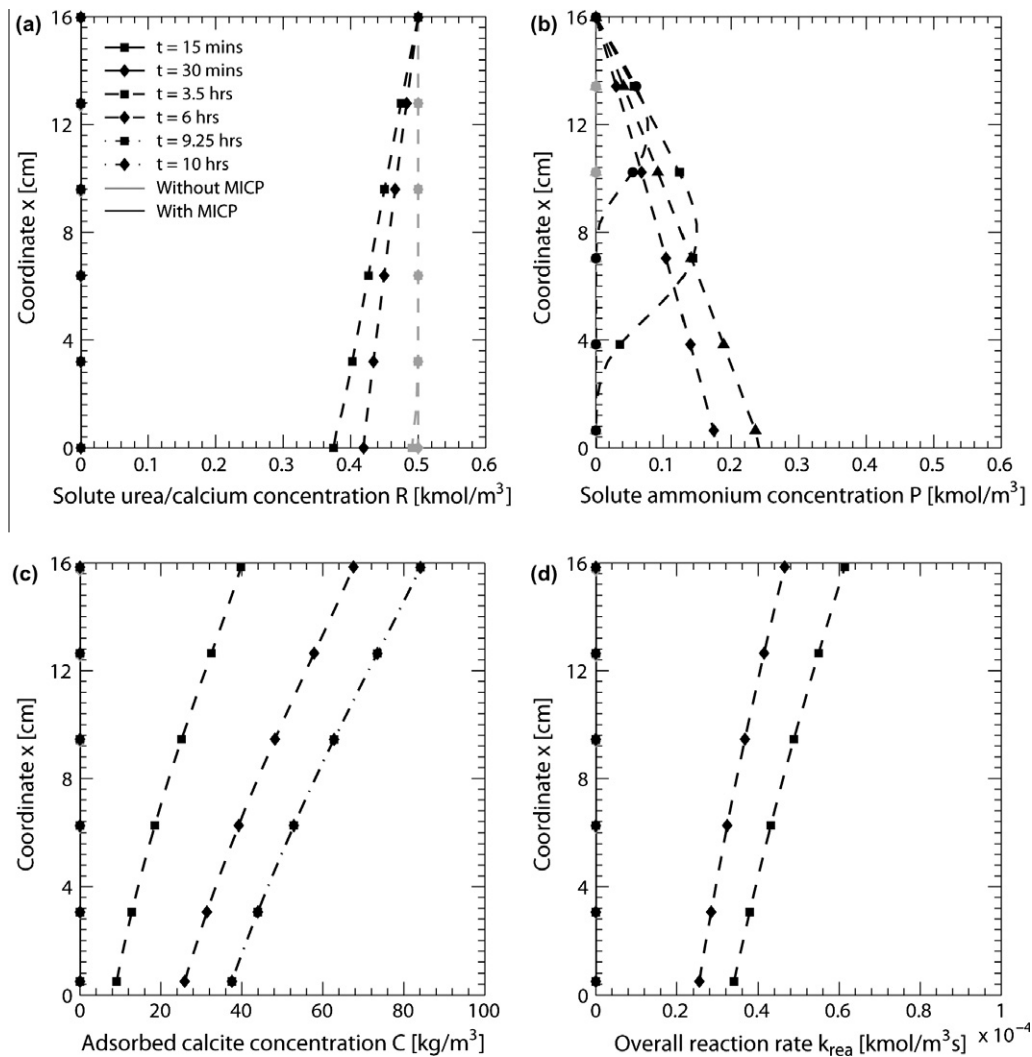 (a)
16
12
8
4
0
Coordinate x [cm]
t = 15 mins
t = 30 mins
t = 3.5 hrs
t = 6 hrs
t = 9.25 hrs
t = 10 hrs
Without MICP
With MICP
0 0.1 0.2 0.3 0.4 0.5 0.6
Solute urea/calcium concentration R [kmol/m³]
(b)
16
12
8
4
0
Coordinate x [cm]
0 0.1 0.2 0.3 0.4 0.5 0.6
Solute ammonium concentration P [kmol/m³]
(c)
16
12
8
4
0
Coordinate x [cm]
0 20 40 60 80 100
Adsorbed calcite concentration C [kg/m³]
(d)
16
12
8
4
0
Coordinate x [cm]
0 0.2 0.4 0.6 0.8 1
x 10⁻⁴
Overall reaction rate k_rea [kmol/m³s]